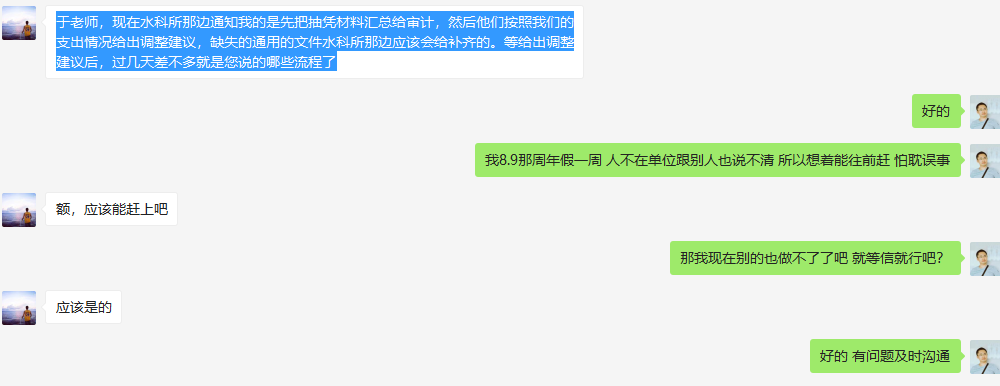 于老师，现在水科所那边通知我的是先把抽凭材料汇总给审计，然后他们按照我们的
支出情况给出调整建议，缺失的通用的文件水科所那边应该会给补齐的。等给出调整
建议后，过几天差不多就是您说的哪些流程了
好的
我8.9那周年假一周 人不在单位跟别人也说不清 所以想着能往前赶 怕耽误事
额，应该能赶上吧
那我现在别的也做不了了吧 就等信就行吧?
应该是的
好的 有问题及时沟通